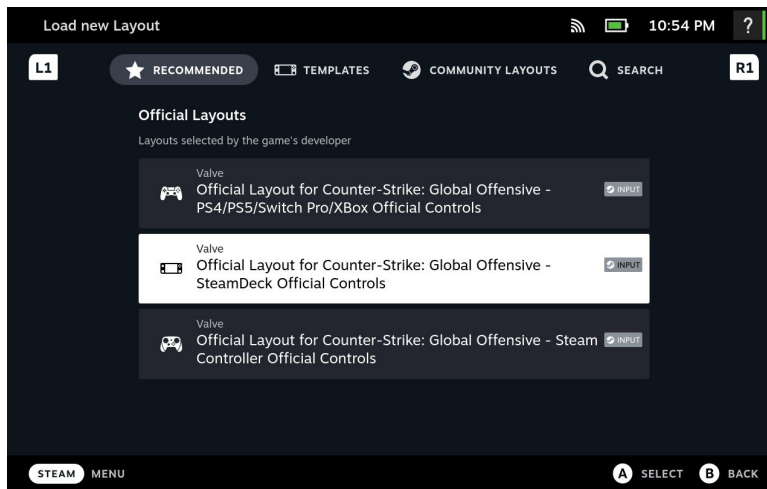 Load new Layout
10:54 PM
?
L1
RECOMMENDED
TEMPLATES
COMMUNITY LAYOUTS
SEARCH
R1
Official Layouts
Layouts selected by the game's developer
Valve
Official Layout for Counter-Strike: Global Offensive -
PS4/PS5/Switch Pro/XBox Official Controls
INPUT
Valve
Official Layout for Counter-Strike: Global Offensive -
SteamDeck Official Controls
INPUT
Valve
Official Layout for Counter-Strike: Global Offensive - Steam
Controller Official Controls
INPUT
STEAM
MENU
A
SELECT
B
BACK